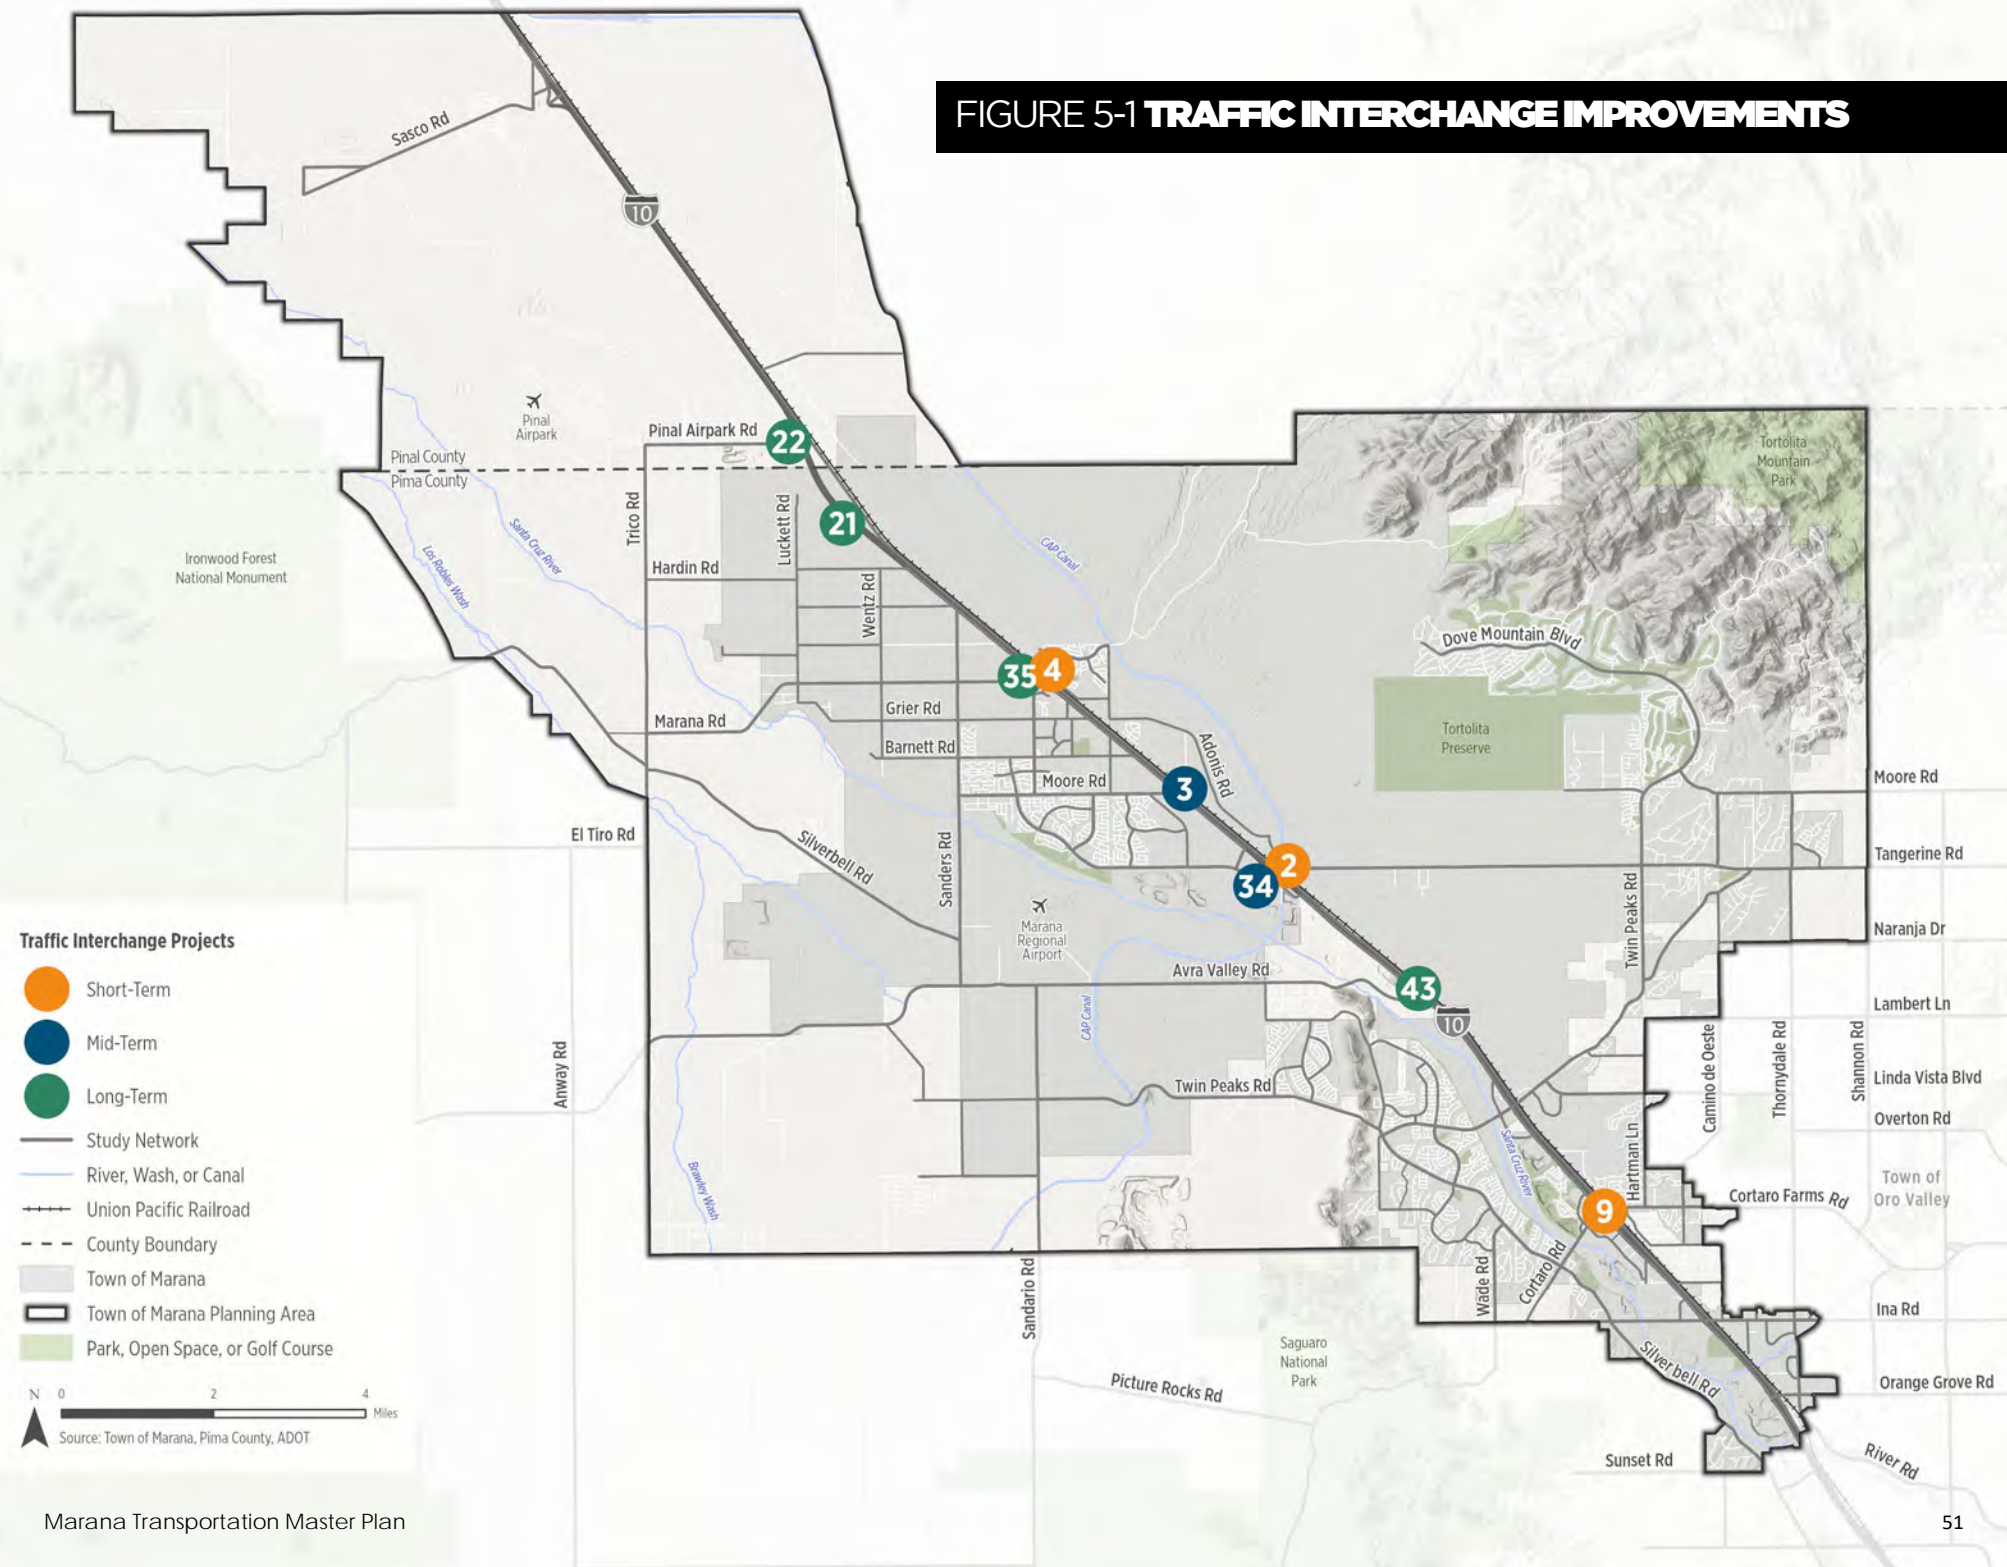 FIGURE 5-1 TRAFFIC INTERCHANGE IMPROVEMENTS
Sasco Rd
10
Pinal
Airpark
Pinal Airpark Rd
22
Pinal County
Pima County
Tortolita
Mountain
Park
Trico Rd
Luckett Rd
21
Santa Cruz River
Los Robles Wash
CAP Canal
Ironwood Forest
National Monument
Hardin Rd
Wentz Rd
Dove Mountain Blvd
35
4
Marana Rd
Grier Rd
Barnett Rd
Adonis Rd
Tortolita
Preserve
Moore Rd
3
Moore Rd
El Tiro Rd
Silverbell Rd
Sanders Rd
2
34
Tangerine Rd
Twin Peaks Rd
Marana
Regional
Airport
Naranja Dr
Avra Valley Rd
43
10
CAP Canal
Lambert Ln
Anway Rd
Camino de Oeste
Thornydale Rd
Shannon Rd
Twin Peaks Rd
Linda Vista Blvd
Overton Rd
Hartman Ln
Santa Cruz River
Brawley Wash
Town of
Oro Valley
Cortaro Farms Rd
9
Sandario Rd
Wade Rd
Cortaro Rd
Ina Rd
Saguaro
National
Park
Silverbell Rd
Picture Rocks Rd
Orange Grove Rd
Sunset Rd
River Rd
Traffic Interchange Projects
Short-Term
Mid-Term
Long-Term
Study Network
River, Wash, or Canal
Union Pacific Railroad
County Boundary
Town of Marana
Town of Marana Planning Area
Park, Open Space, or Golf Course
N 0 2 4
Miles
Source: Town of Marana, Pima County, ADOT
Marana Transportation Master Plan
51